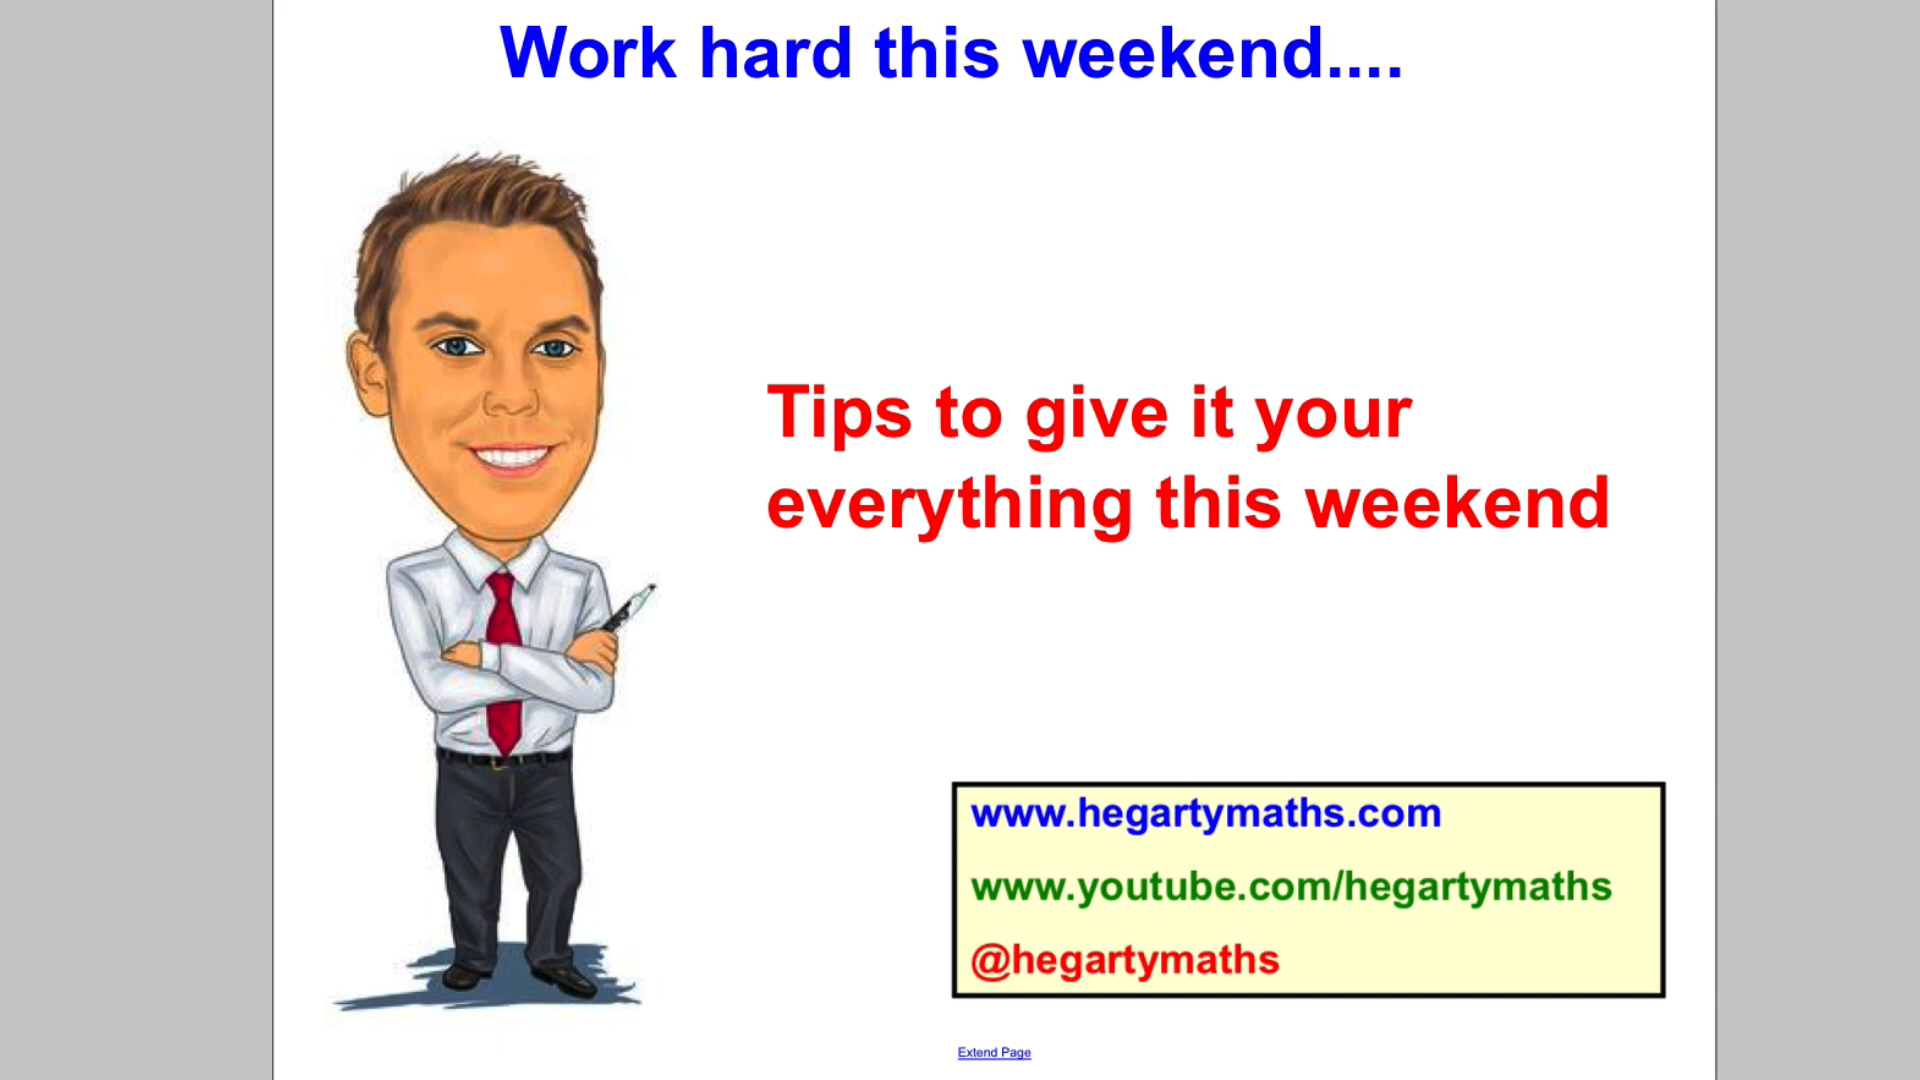 Work hard this weekend....
Tips to give it your
everything this weekend
www.hegartymaths.com
www.youtube.com/hegartymaths
@hegartymaths
Extend Page